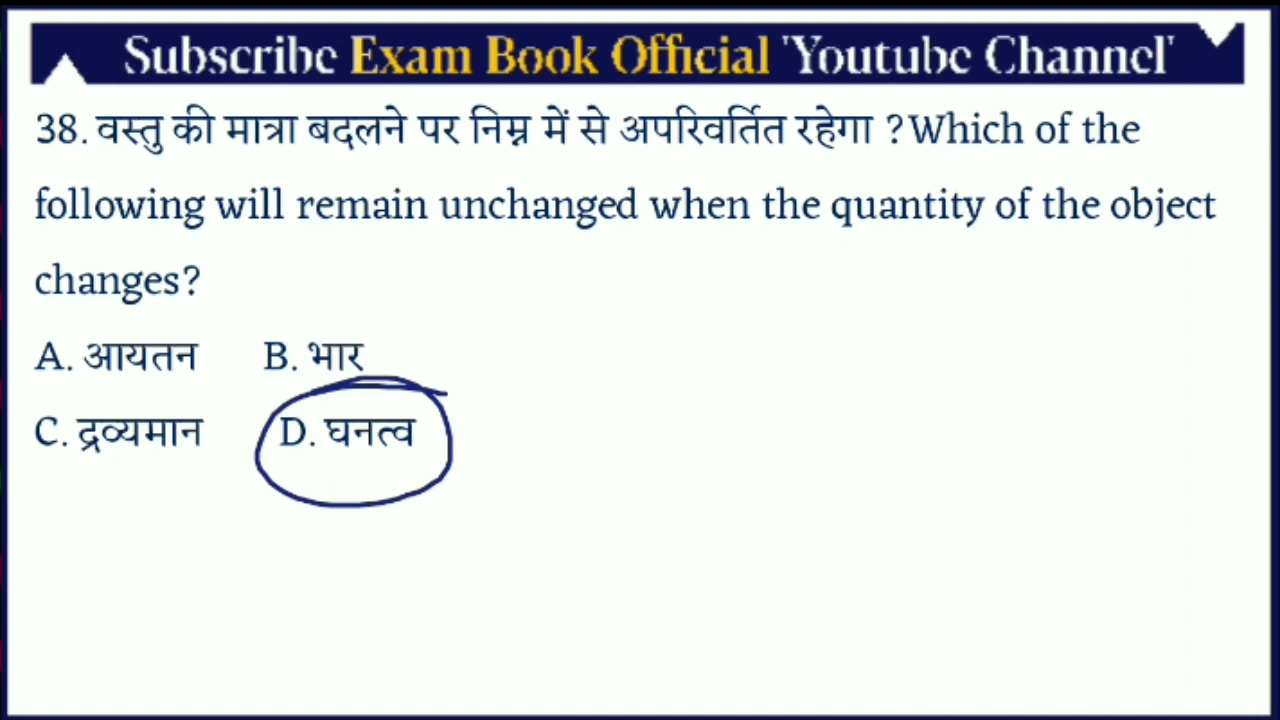 Subscribe Exam Book Official 'Youtube Channel'
38. वस्तु की मात्रा बदलने पर निम्न में से अपरिवर्तित रहेगा ?Which of the
following will remain unchanged when the quantity of the object
changes?
A. आयतन B. भार
C. द्रव्यमान D. घनत्व